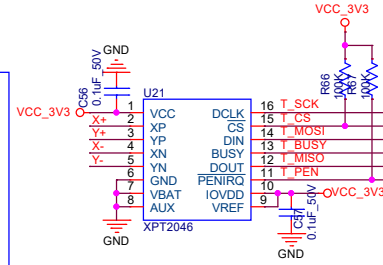 VCC_3V3
GND
C56
0.1uF_50V
R66
100K
R67
100K
U21
VCC_3V3
1 VCC DCLK 16 T_SCK
X+ 2 XP CS 15 T_CS
Y+ 3 YP DIN 14 T_MOSI
X- 4 XN BUSY 13 T_BUSY
Y- 5 YN DOUT 12 T_MISO
6 GND PENIRQ 11 T_PEN
7 VBAT IOVDD 10 VCC_3V3
8 AUX VREF 9
C57
0.1uF_50V
XPT2046
GND
GND